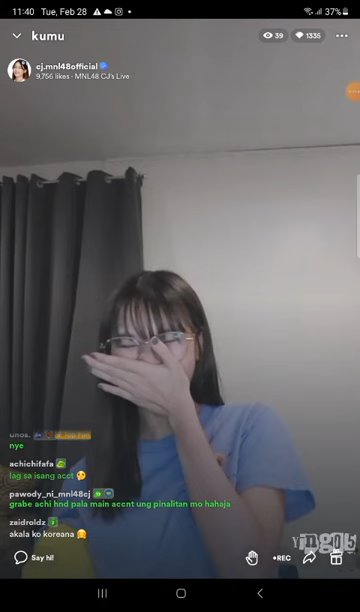 11:40 Tue, Feb 28 37%
kumu 39 1336
cj.mnl48official
9,756 likes · MNL48 CJ's Live
unos.
nye
achichifafa
lag sa isang acct 🤔
pawody_ni_mnl48cj
grabe achi hnd pala main accnt ung pinalitan mo hahaja
zaidroldz
akala ko koreana
Say hi!
•REC